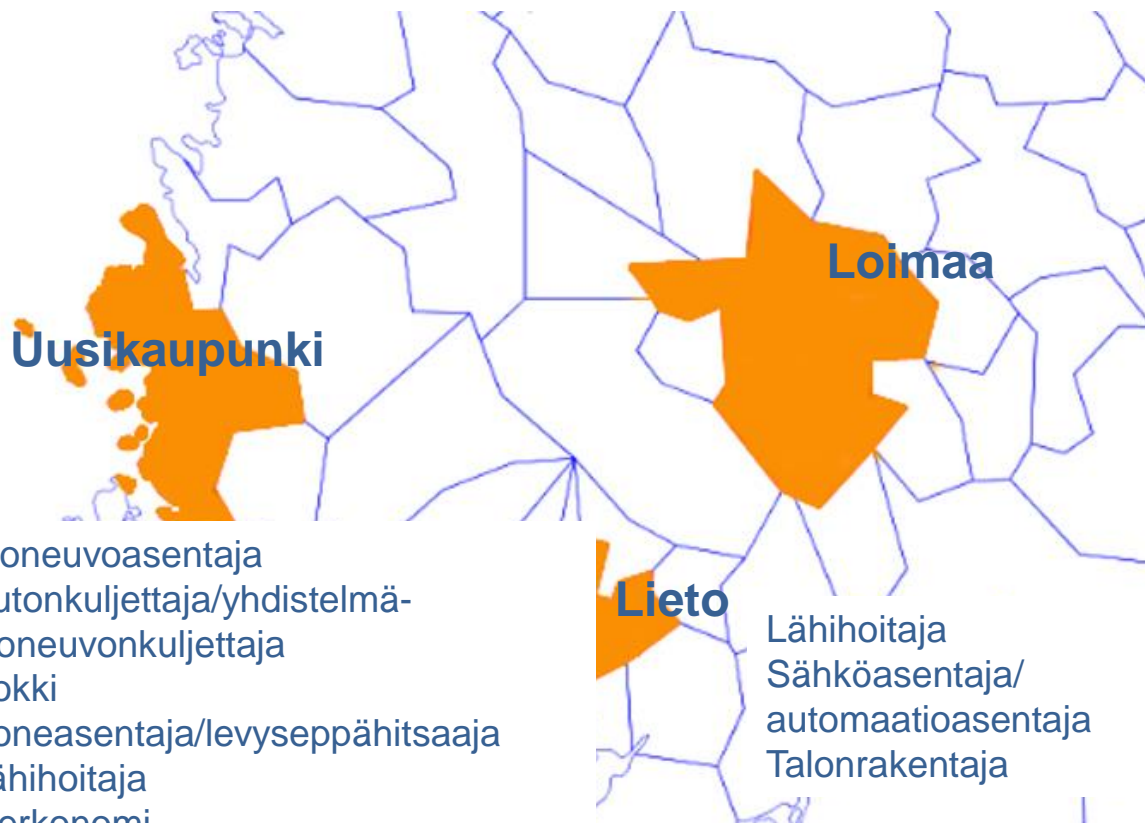 Loimaa
Uusikaupunki
oneuvoasentaja
utonkuljettaja/yhdistelmä-
oneuvonkuljettaja
okki
oneasentaja/levyseppähitsaaja
ähihoitaja
Lieto
Lähihoitaja
Sähköasentaja/
automaatioasentaja
Talonrakentaja